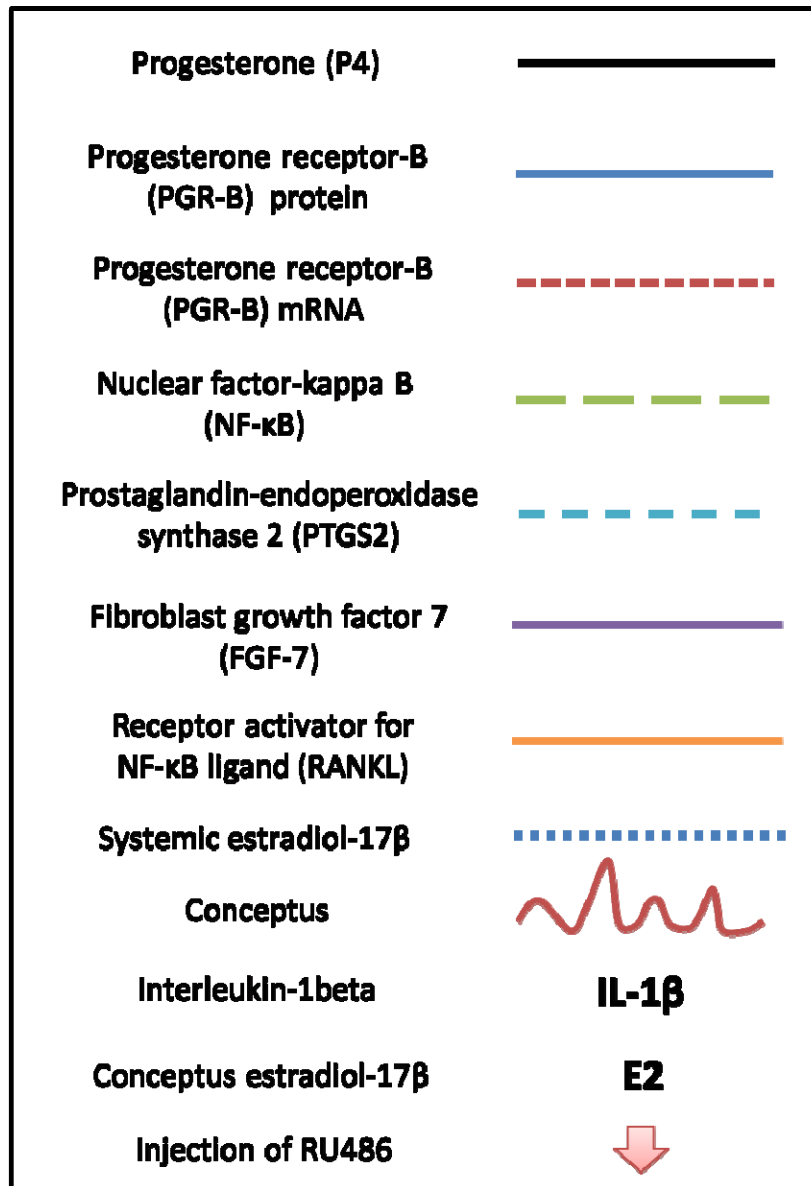 Progesterone (P4)
Progesterone receptor-B
(PGR-B) protein
Progesterone receptor-B
(PGR-B) mRNA
Nuclear factor-kappa B
(NF-κB)
Prostaglandin-endoperoxidase
synthase 2 (PTGS2)
Fibroblast growth factor 7
(FGF-7)
Receptor activator for
NF-κB ligand (RANKL)
Systemic estradiol-17β
Conceptus
Interleukin-1beta IL-1β
Conceptus estradiol-17β E2
Injection of RU486